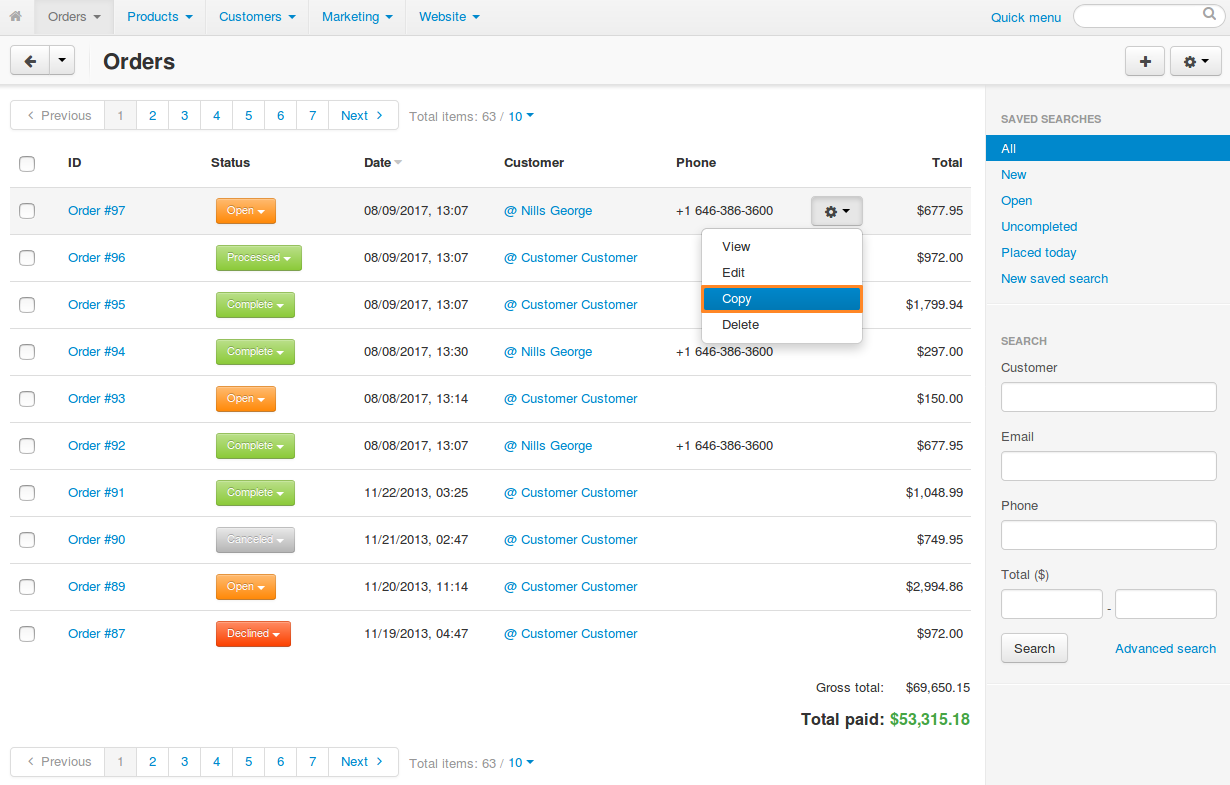 Orders Products Customers Marketing Website Quick menu
Orders
Previous 1 2 3 4 5 6 7 Next Total items: 63 / 10
ID Status Date Customer Phone Total
Order #97 Open 08/09/2017, 13:07 @ Nills George +1 646-386-3600 $677.95
View
Edit
Copy
Delete
Order #96 Processed 08/09/2017, 13:07 @ Customer Customer $972.00
Order #95 Complete 08/09/2017, 13:07 @ Customer Customer $1,799.94
Order #94 Complete 08/08/2017, 13:30 @ Nills George +1 646-386-3600 $297.00
Order #93 Open 08/08/2017, 13:14 @ Customer Customer $150.00
Order #92 Complete 08/08/2017, 13:07 @ Nills George +1 646-386-3600 $677.95
Order #91 Complete 11/22/2013, 03:25 @ Customer Customer $1,048.99
Order #90 Canceled 11/21/2013, 02:47 @ Customer Customer $749.95
Order #89 Open 11/20/2013, 11:14 @ Customer Customer $2,994.86
Order #87 Declined 11/19/2013, 04:47 @ Customer Customer $972.00
Gross total: $69,650.15
Total paid: $53,315.18
Previous 1 2 3 4 5 6 7 Next Total items: 63 / 10
SAVED SEARCHES
All
New
Open
Uncompleted
Placed today
New saved search
SEARCH
Customer
Email
Phone
Total ($)
-
Search Advanced search